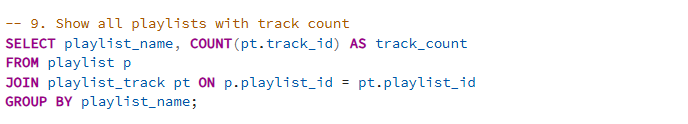 -- 9. Show all playlists with track count
SELECT playlist_name, COUNT(pt.track_id) AS track_count
FROM playlist p
JOIN playlist_track pt ON p.playlist_id = pt.playlist_id
GROUP BY playlist_name;